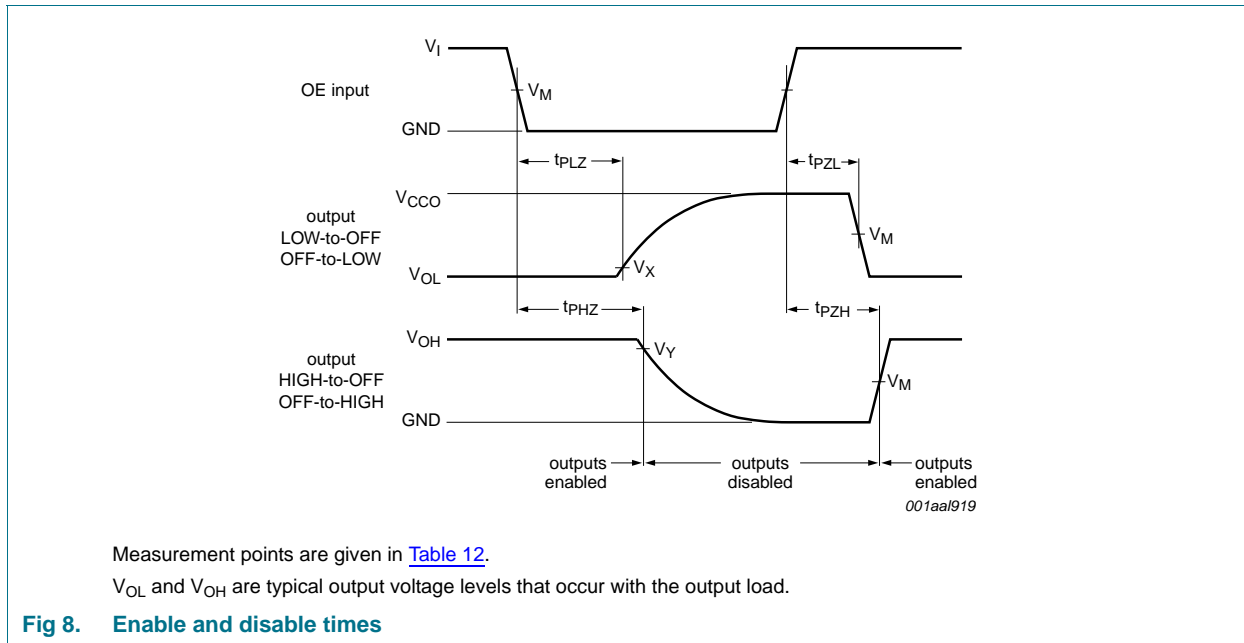 V_I
OE input
V_M
GND
t_PLZ
t_PZL
V_CCO
output
LOW-to-OFF
OFF-to-LOW
V_M
V_OL
V_X
t_PHZ
t_PZH
V_OH
output
HIGH-to-OFF
OFF-to-HIGH
V_Y
V_M
GND
outputs
enabled
outputs
disabled
outputs
enabled
001aal919
Measurement points are given in Table 12.
V_OL and V_OH are typical output voltage levels that occur with the output load.
Fig 8. Enable and disable times